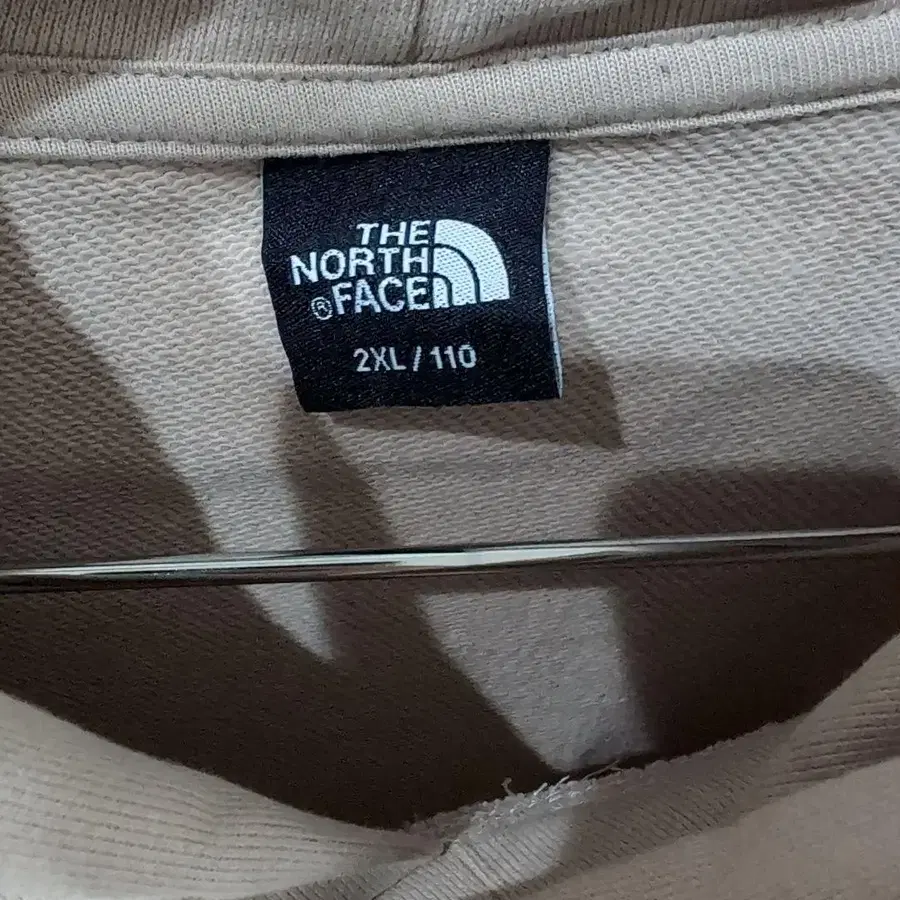 THE
NORTH
®FACE
2XL / 110